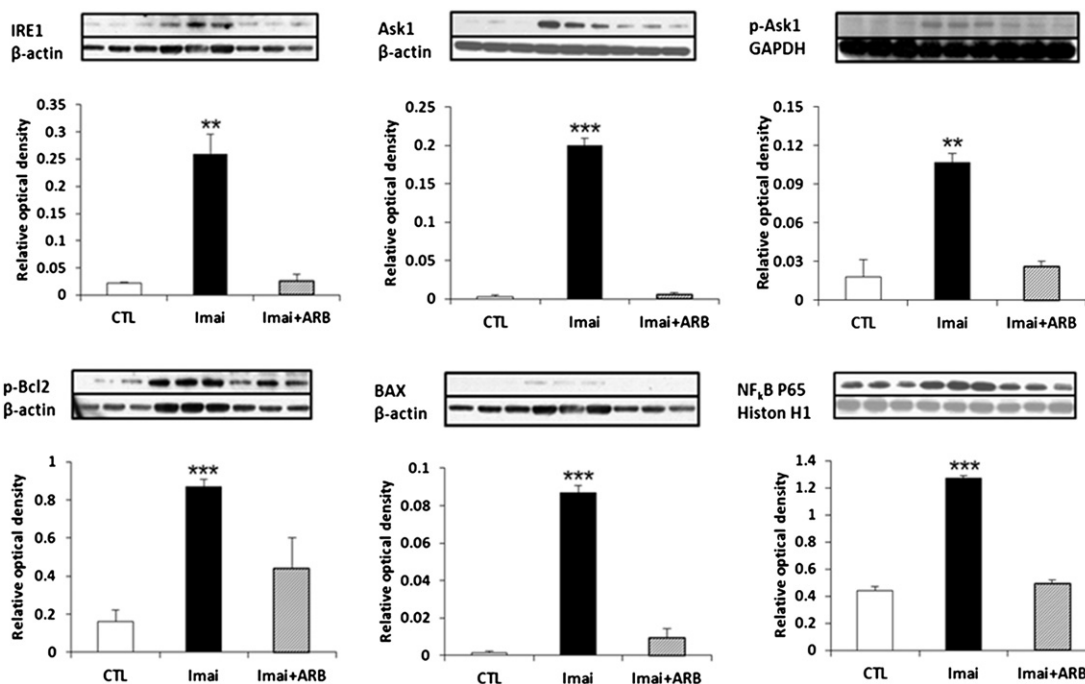 IRE1
β-actin
Relative optical density
0.35
0.3
0.25
0.2
0.15
0.1
0.05
0
**
CTL Imai Imai+ARB
Ask1
β-actin
Relative optical density
0.25
0.2
0.15
0.1
0.05
0
***
CTL Imai Imai+ARB
p-Ask1
GAPDH
Relative optical density
0.15
0.12
0.09
0.06
0.03
0
**
CTL Imai Imai+ARB
p-Bcl2
β-actin
Relative optical density
1
0.8
0.6
0.4
0.2
0
***
CTL Imai Imai+ARB
BAX
β-actin
Relative optical density
0.1
0.08
0.06
0.04
0.02
0
***
CTL Imai Imai+ARB
NFkB P65
Histon H1
Relative optical density
1.4
1.2
1
0.8
0.6
0.4
0.2
0
***
CTL Imai Imai+ARB